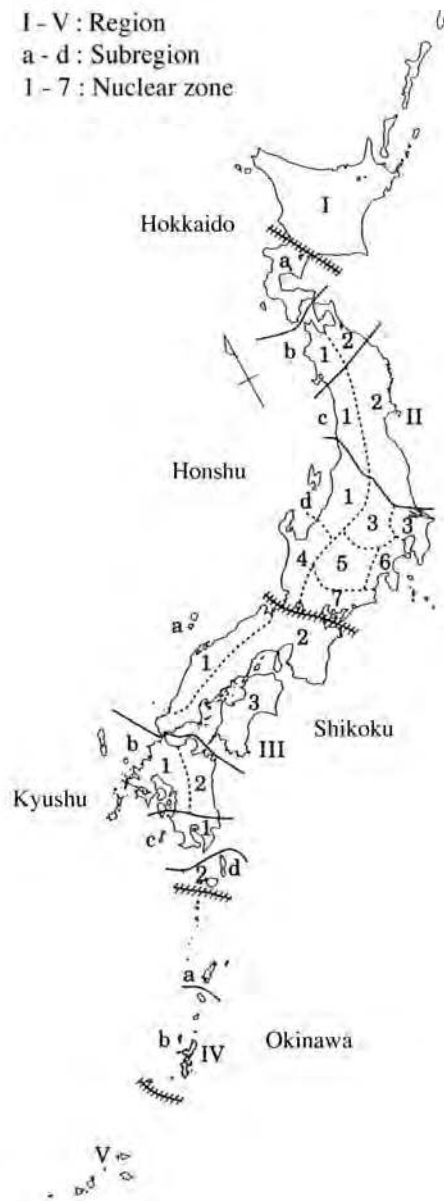 I - V : Region
a - d : Subregion
1 - 7 : Nuclear zone
I
Hokkaido
a
2
1
b
2
c 1 II
Honshu
1
d
3 3
4 5 6
7
a 2
1
3
Shikoku
III
b
1
Kyushu 2
1
c
2 d
a
b IV Okinawa
V